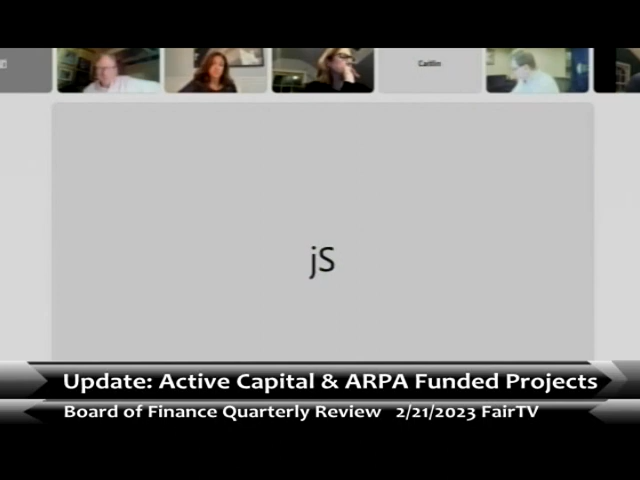 Caitlin
jS
Update: Active Capital & ARPA Funded Projects
Board of Finance Quarterly Review 2/21/2023 FairTV